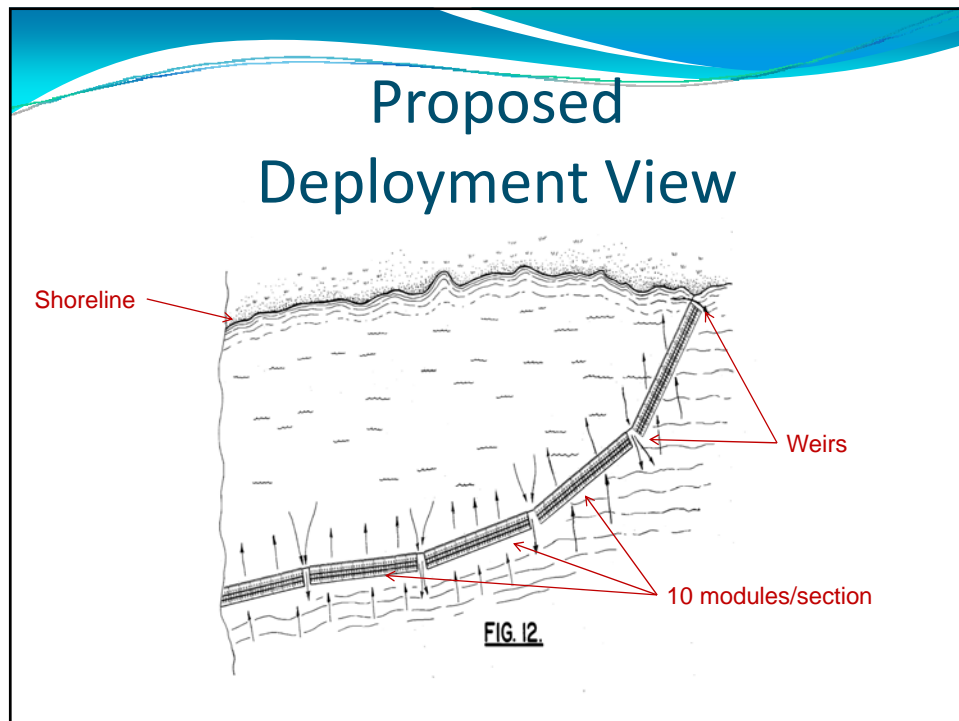 Proposed
Deployment View
Shoreline
Weirs
10 modules/section
FIG. 12.